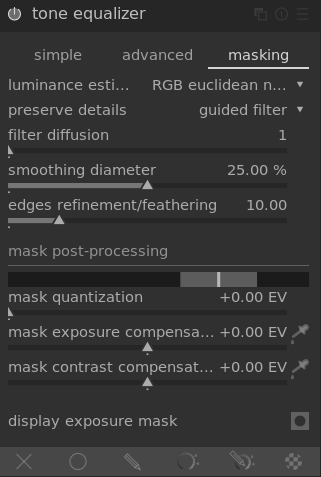 tone equalizer
simple advanced masking
luminance esti... RGB euclidean n...
preserve details guided filter
filter diffusion 1
smoothing diameter 25.00 %
edges refinement/feathering 10.00
mask post-processing
mask quantization +0.00 EV
mask exposure compensa... +0.00 EV
mask contrast compensat... +0.00 EV
display exposure mask